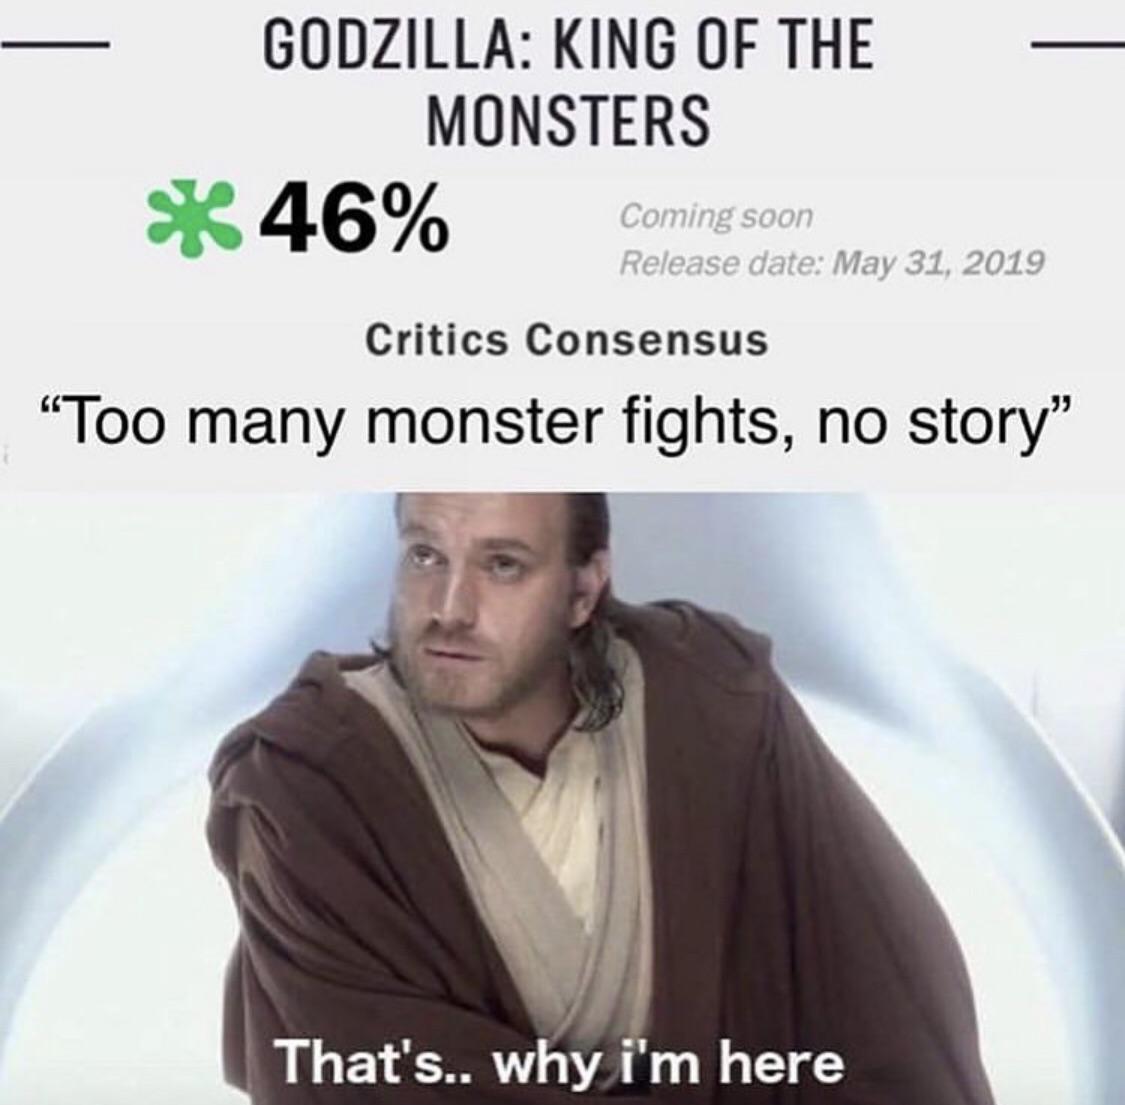 GODZILLA: KING OF THE
MONSTERS
46%
Coming soon
Release date: May 31, 2019
Critics Consensus
“Too many monster fights, no story”
That's.. why i'm here